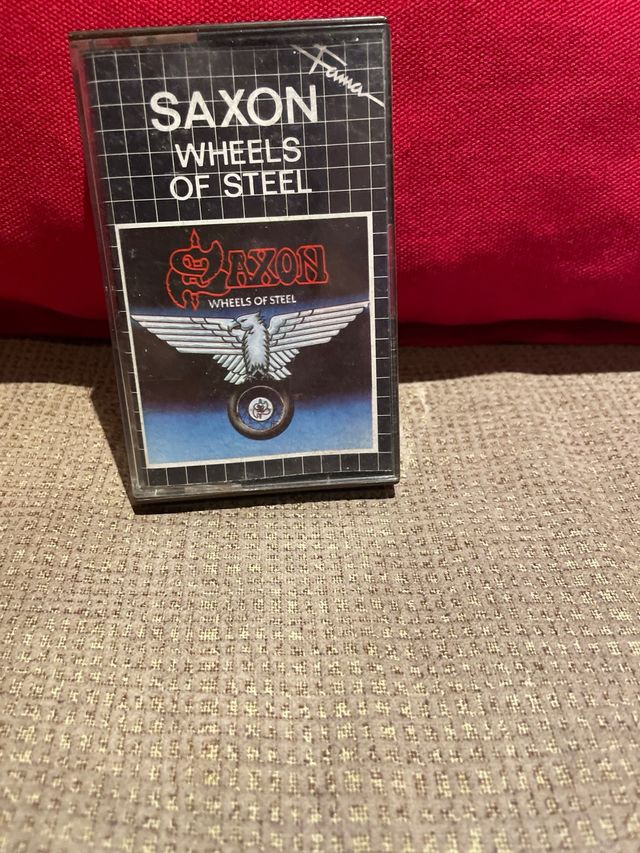 Fame
SAXON
WHEELS
OF STEEL
SAXON
WHEELS OF STEEL